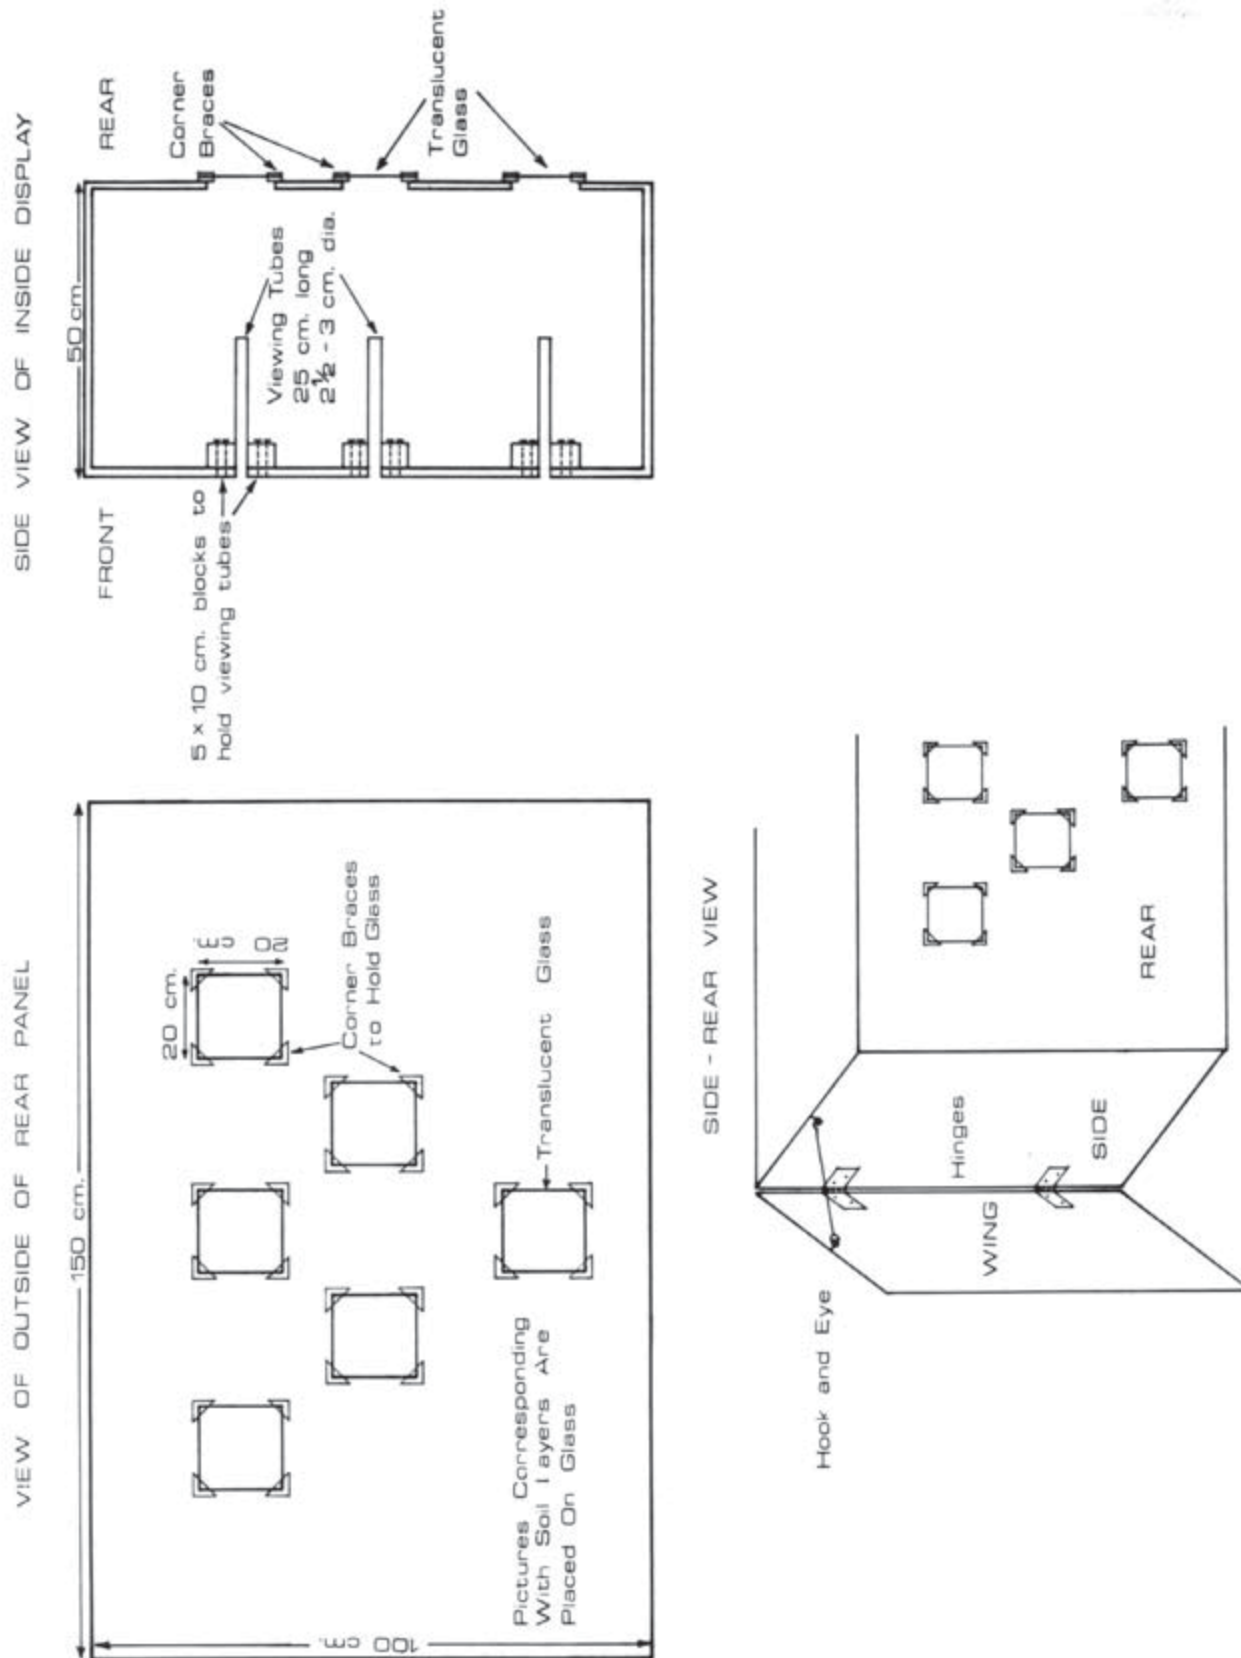 VIEW OF OUTSIDE OF REAR PANEL
150 cm.
100 cm.
20 cm.
20 cm.
Corner Braces
to Hold Glass
Translucent Glass
Pictures Corresponding
With Soil Layers Are
Placed On Glass
SIDE VIEW OF INSIDE DISPLAY
50 cm.
FRONT
REAR
Corner
Braces
Translucent
Glass
Viewing Tubes
25 cm. long
2½ - 3 cm. dia.
5 x 10 cm. blocks to
hold viewing tubes
SIDE - REAR VIEW
Hook and Eye
WING
Hinges
SIDE
REAR